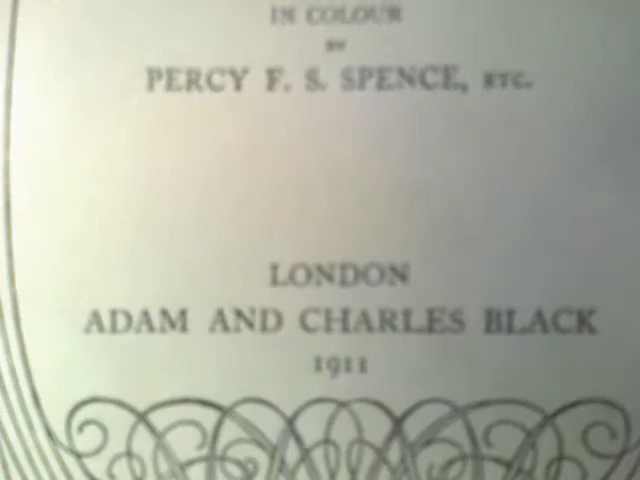 IN COLOUR
BY
PERCY F. S. SPENCE, ETC.
LONDON
ADAM AND CHARLES BLACK
1911